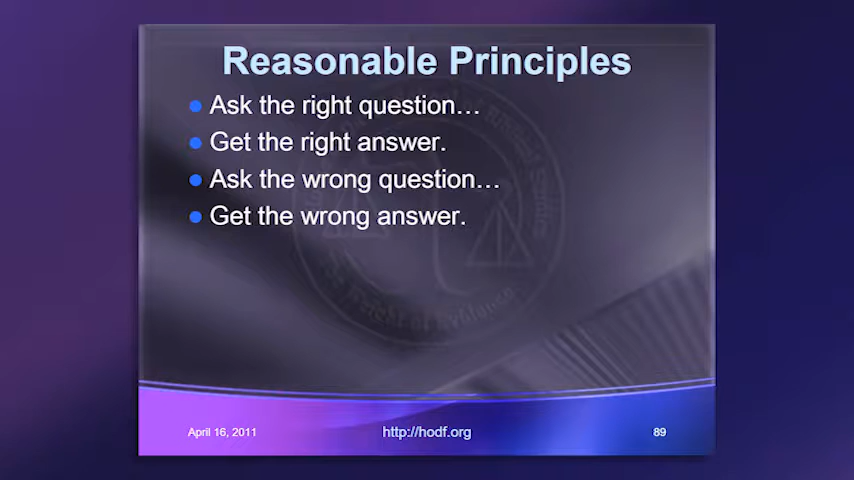 Reasonable Principles
Ask the right question…
Get the right answer.
Ask the wrong question…
Get the wrong answer.
April 16, 2011
http://hodf.org
89